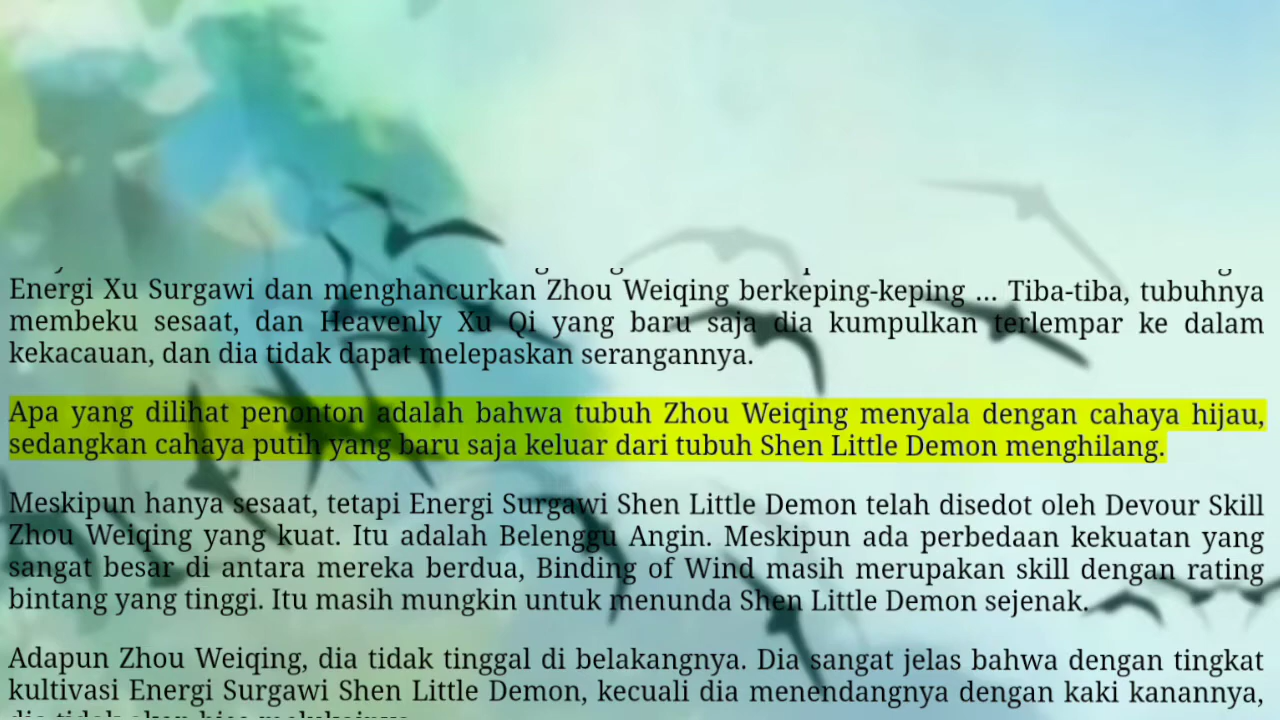 Energi Xu Surgawi dan menghancurkan Zhou Weiqing berkeping-keping ... Tiba-tiba, tubuhnya
membeku sesaat, dan Heavenly Xu Qi yang baru saja dia kumpulkan terlempar ke dalam
kekacauan, dan dia tidak dapat melepaskan serangannya.
Apa yang dilihat penonton adalah bahwa tubuh Zhou Weiqing menyala dengan cahaya hijau,
sedangkan cahaya putih yang baru saja keluar dari tubuh Shen Little Demon menghilang.
Meskipun hanya sesaat, tetapi Energi Surgawi Shen Little Demon telah disedot oleh Devour Skill
Zhou Weiqing yang kuat. Itu adalah Belenggu Angin. Meskipun ada perbedaan kekuatan yang
sangat besar di antara mereka berdua, Binding of Wind masih merupakan skill dengan rating
bintang yang tinggi. Itu masih mungkin untuk menunda Shen Little Demon sejenak.
Adapun Zhou Weiqing, dia tidak tinggal di belakangnya. Dia sangat jelas bahwa dengan tingkat
kultivasi Energi Surgawi Shen Little Demon, kecuali dia menendangnya dengan kaki kanannya,